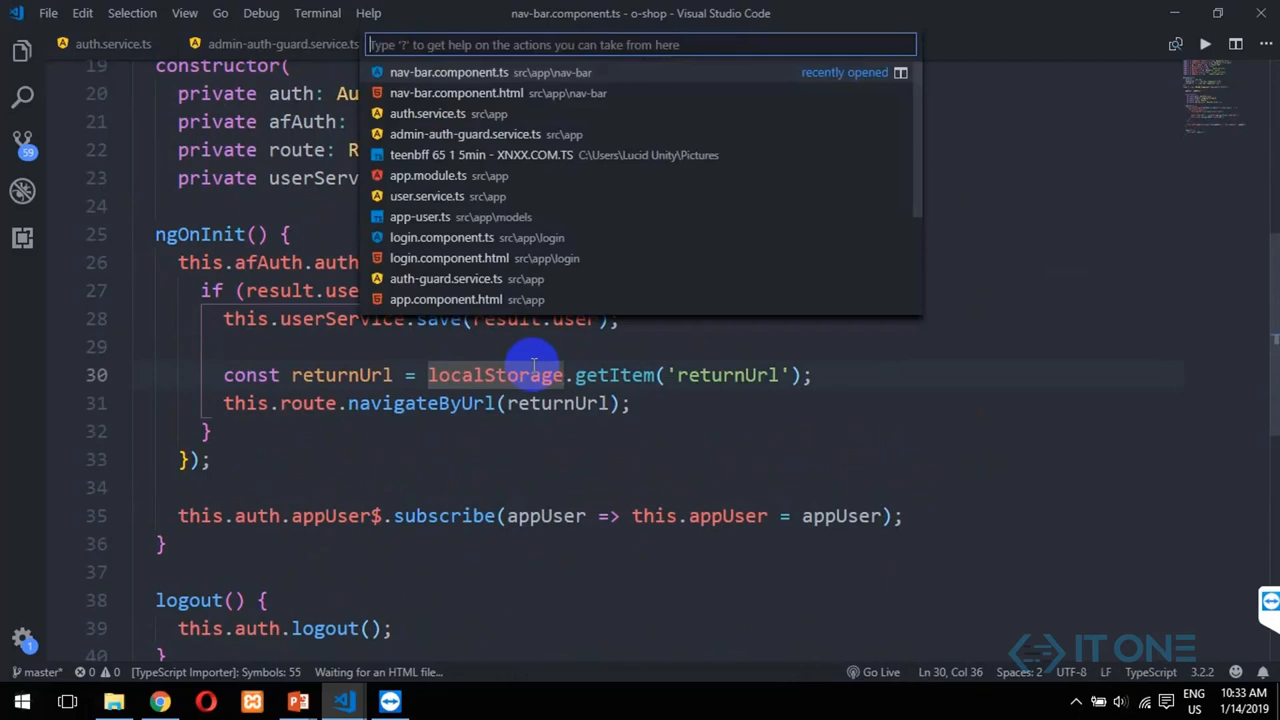 File Edit Selection View Go Debug Terminal Help
nav-bar.component.ts - o-shop - Visual Studio Code
auth.service.ts admin-auth-guard.service.ts
Type '?' to get help on the actions you can take from here
nav-bar.component.ts src\app\nav-bar recently opened
nav-bar.component.html src\app\nav-bar
auth.service.ts src\app
admin-auth-guard.service.ts src\app
teenbff 65 1 5min - XNXX.COM.TS C:\Users\Lucid Unity\Pictures
app.module.ts src\app
user.service.ts src\app
app-user.ts src\app\models
login.component.ts src\app\login
login.component.html src\app\login
auth-guard.service.ts src\app
app.component.html src\app
19 constructor(
20 private auth: Au
21 private afAuth:
22 private route: R
23 private userServ
24
25 ngOnInit() {
26 this.afAuth.auth
27 if (result.use
28 this.userService.save(result.user);
29
30 const returnUrl = localStorage.getItem('returnUrl');
31 this.route.navigateByUrl(returnUrl);
32 }
33 });
34
35 this.auth.appUser$.subscribe(appUser => this.appUser = appUser);
36 }
37
38 logout() {
39 this.auth.logout();
40 }
59
1
IT ONE
master* 0 0 [TypeScript Importer]: Symbols: 55 Waiting for an HTML file... Go Live Ln 30, Col 36 Spaces: 2 UTF-8 LF TypeScript 3.2.2
ENG 10:33 AM
US 1/14/2019